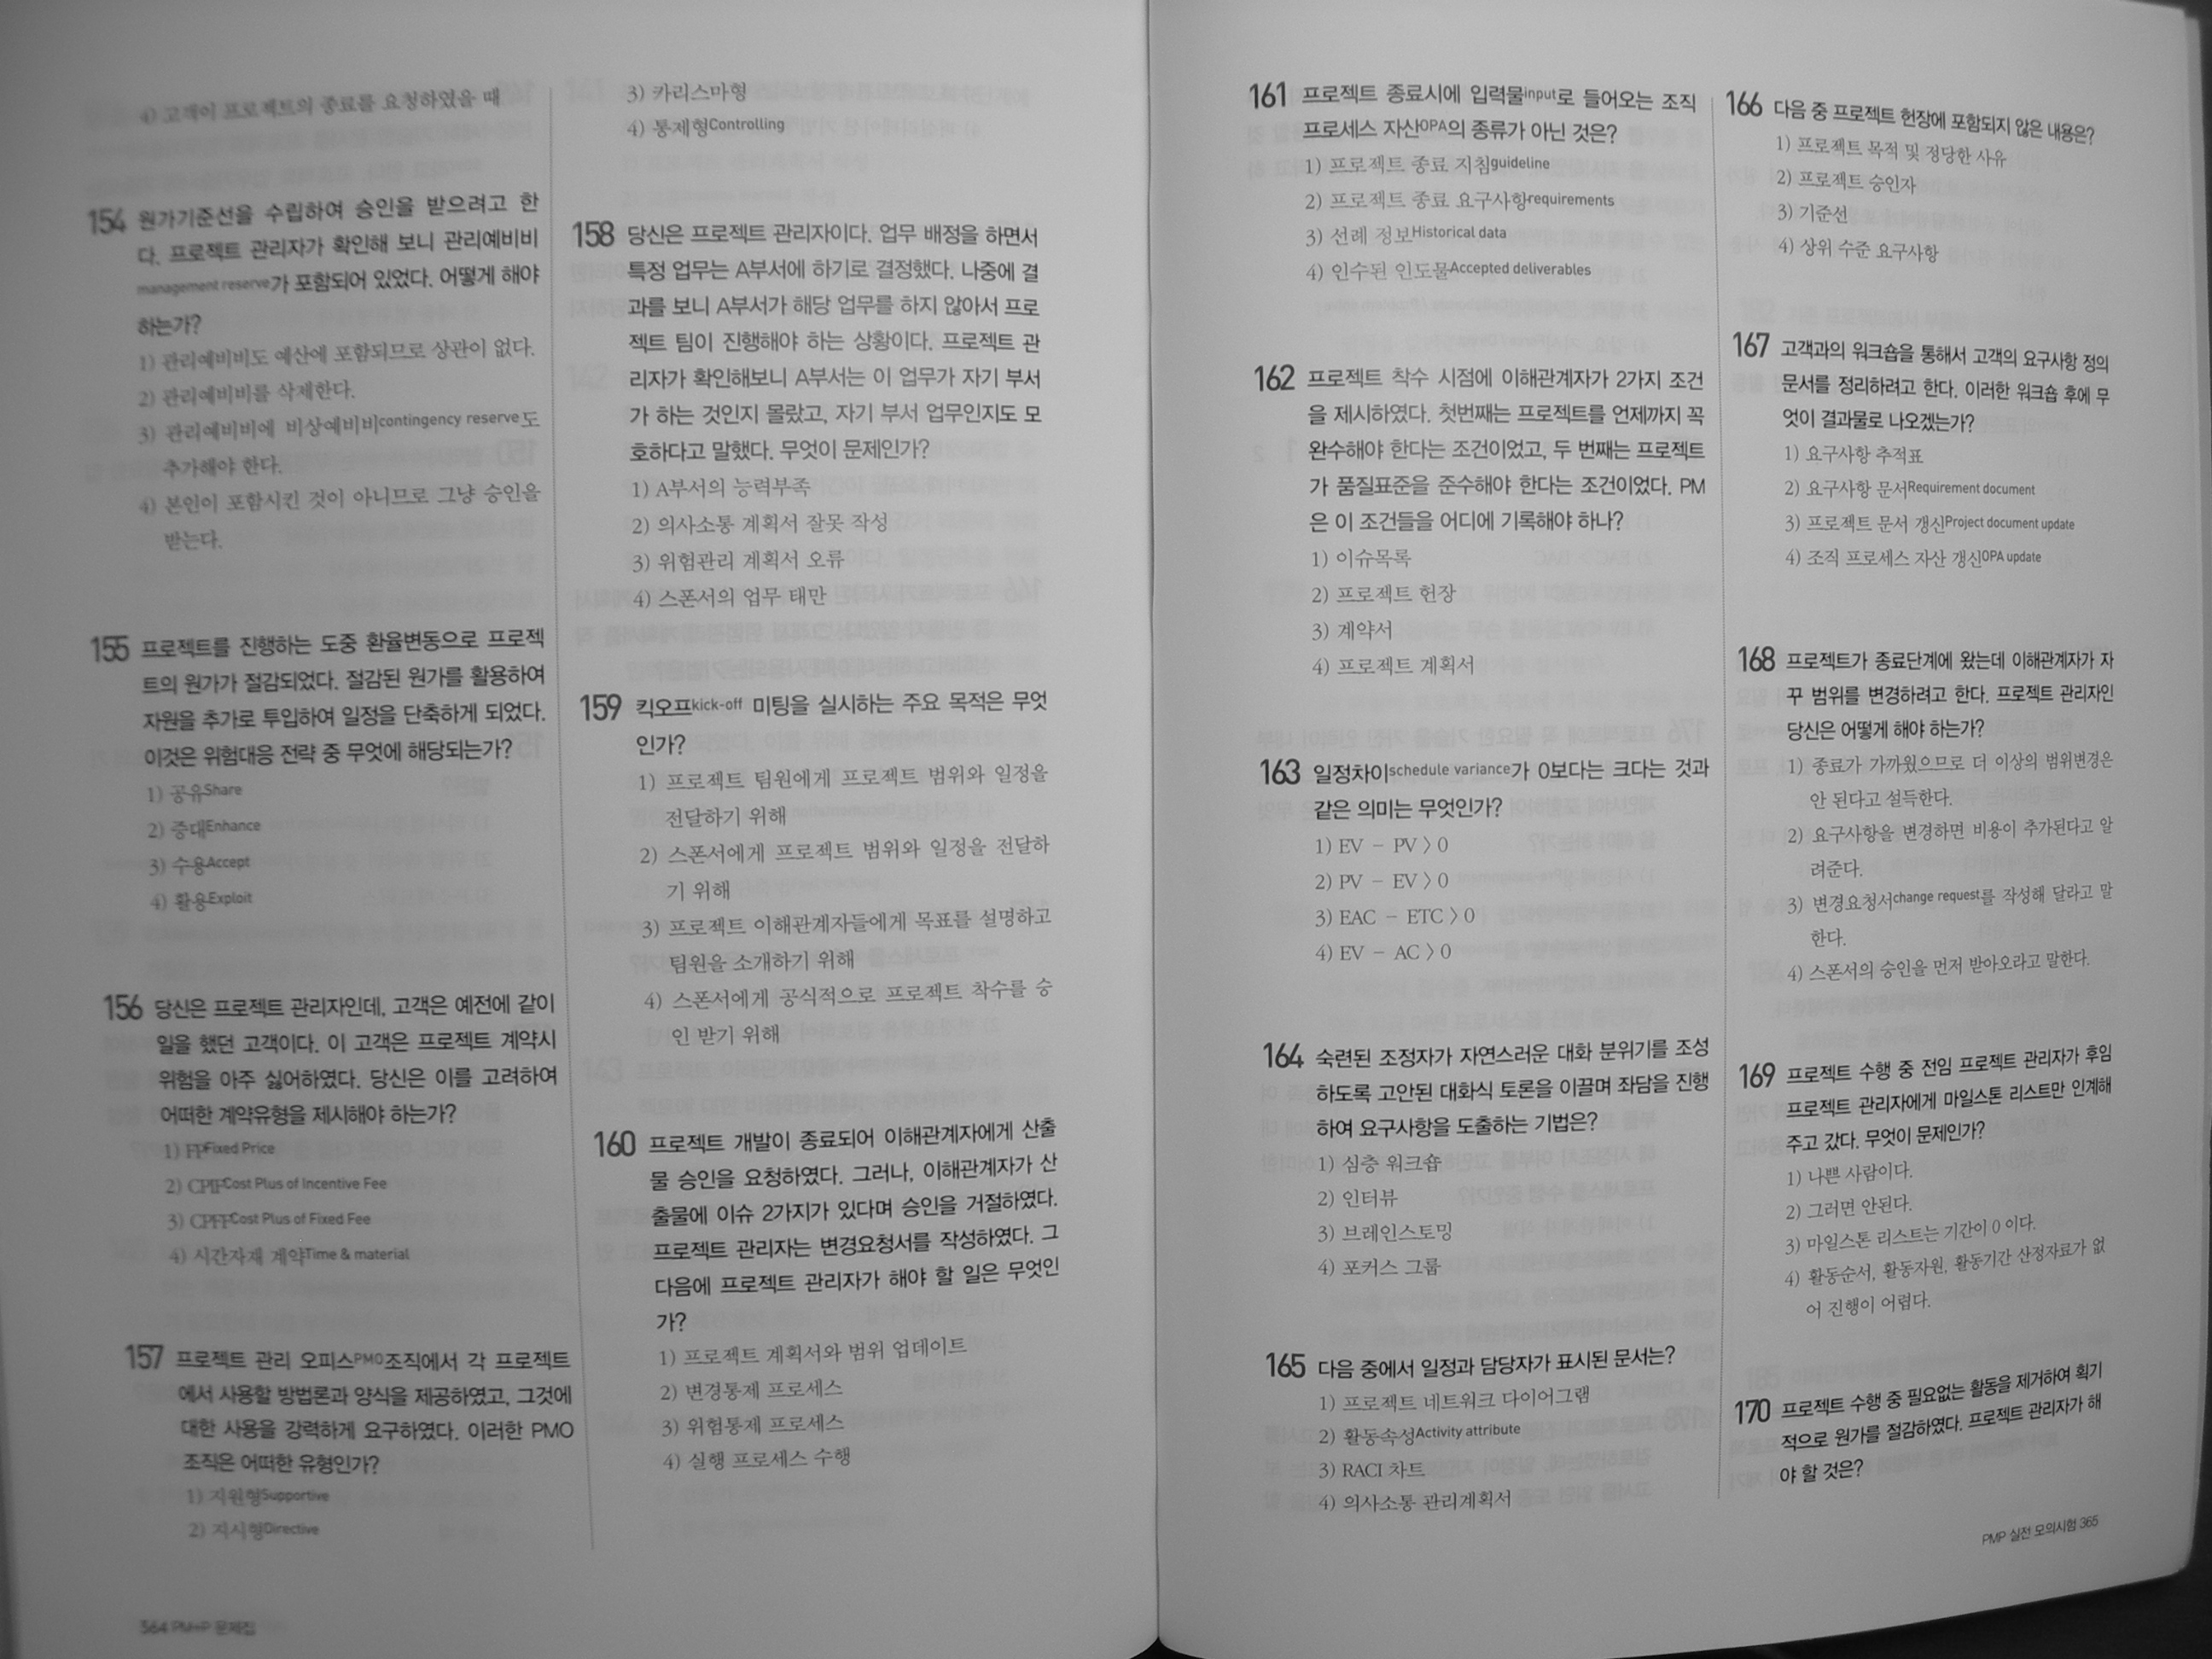 4) 고객이 프로젝트의 종료를 요청하였을 때
154 원가기준선을 수립하여 승인을 받으려고 한
다. 프로젝트 관리자가 확인해 보니 관리예비비
management reserve가 포함되어 있었다. 어떻게 해야
하는가?
1) 관리예비비도 예산에 포함되므로 상관이 없다.
2) 관리예비비를 삭제한다.
3) 관리예비비에 비상예비비contingency reserve도
추가해야 한다.
4) 본인이 포함시킨 것이 아니므로 그냥 승인을
받는다.
155 프로젝트를 진행하는 도중 환율변동으로 프로젝
트의 원가가 절감되었다. 절감된 원가를 활용하여
자원을 추가로 투입하여 일정을 단축하게 되었다.
이것은 위험대응 전략 중 무엇에 해당되는가?
1) 공유Share
2) 증대Enhance
3) 수용Accept
4) 활용Exploit
156 당신은 프로젝트 관리자인데, 고객은 예전에 같이
일을 했던 고객이다. 이 고객은 프로젝트 계약시
위험을 아주 싫어하였다. 당신은 이를 고려하여
어떠한 계약유형을 제시해야 하는가?
1) FPFixed Price
2) CPIFCost Plus of Incentive Fee
3) CPFFCost Plus of Fixed Fee
4) 시간자재 계약Time & material
157 프로젝트 관리 오피스PMO조직에서 각 프로젝트
에서 사용할 방법론과 양식을 제공하였고, 그것에
대한 사용을 강력하게 요구하였다. 이러한 PMO
조직은 어떠한 유형인가?
1) 지원형Supportive
2) 지시형Directive
3) 카리스마형
4) 통제형Controlling
158 당신은 프로젝트 관리자이다. 업무 배정을 하면서
특정 업무는 A부서에 하기로 결정했다. 나중에 결
과를 보니 A부서가 해당 업무를 하지 않아서 프로
젝트 팀이 진행해야 하는 상황이다. 프로젝트 관
리자가 확인해보니 A부서는 이 업무가 자기 부서
가 하는 것인지 몰랐고, 자기 부서 업무인지도 모
호하다고 말했다. 무엇이 문제인가?
1) A부서의 능력부족
2) 의사소통 계획서 잘못 작성
3) 위험관리 계획서 오류
4) 스폰서의 업무 태만
159 킥오프kick-off 미팅을 실시하는 주요 목적은 무엇
인가?
1) 프로젝트 팀원에게 프로젝트 범위와 일정을
전달하기 위해
2) 스폰서에게 프로젝트 범위와 일정을 전달하
기 위해
3) 프로젝트 이해관계자들에게 목표를 설명하고
팀원을 소개하기 위해
4) 스폰서에게 공식적으로 프로젝트 착수를 승
인 받기 위해
160 프로젝트 개발이 종료되어 이해관계자에게 산출
물 승인을 요청하였다. 그러나, 이해관계자가 산
출물에 이슈 2가지가 있다며 승인을 거절하였다.
프로젝트 관리자는 변경요청서를 작성하였다. 그
다음에 프로젝트 관리자가 해야 할 일은 무엇인
가?
1) 프로젝트 계획서와 범위 업데이트
2) 변경통제 프로세스
3) 위험통제 프로세스
4) 실행 프로세스 수행
564 PMP 문제집
161 프로젝트 종료시에 입력물input로 들어오는 조직
프로세스 자산OPA의 종류가 아닌 것은?
1) 프로젝트 종료 지침guideline
2) 프로젝트 종료 요구사항requirements
3) 선례 정보Historical data
4) 인수된 인도물Accepted deliverables
162 프로젝트 착수 시점에 이해관계자가 2가지 조건
을 제시하였다. 첫번째는 프로젝트를 언제까지 꼭
완수해야 한다는 조건이었고, 두 번째는 프로젝트
가 품질표준을 준수해야 한다는 조건이었다. PM
은 이 조건들을 어디에 기록해야 하나?
1) 이슈목록
2) 프로젝트 헌장
3) 계약서
4) 프로젝트 계획서
163 일정차이schedule variance가 0보다는 크다는 것과
같은 의미는 무엇인가?
1) EV − PV 〉 0
2) PV − EV 〉 0
3) EAC − ETC 〉 0
4) EV − AC 〉 0
164 숙련된 조정자가 자연스러운 대화 분위기를 조성
하도록 고안된 대화식 토론을 이끌며 좌담을 진행
하여 요구사항을 도출하는 기법은?
1) 심층 워크숍
2) 인터뷰
3) 브레인스토밍
4) 포커스 그룹
165 다음 중에서 일정과 담당자가 표시된 문서는?
1) 프로젝트 네트워크 다이어그램
2) 활동속성Activity attribute
3) RACI 차트
4) 의사소통 관리계획서
166 다음 중 프로젝트 헌장에 포함되지 않은 내용은?
1) 프로젝트 목적 및 정당한 사유
2) 프로젝트 승인자
3) 기준선
4) 상위 수준 요구사항
167 고객과의 워크숍을 통해서 고객의 요구사항 정의
문서를 정리하려고 한다. 이러한 워크숍 후에 무
엇이 결과물로 나오겠는가?
1) 요구사항 추적표
2) 요구사항 문서Requirement document
3) 프로젝트 문서 갱신Project document update
4) 조직 프로세스 자산 갱신OPA update
168 프로젝트가 종료단계에 왔는데 이해관계자가 자
꾸 범위를 변경하려고 한다. 프로젝트 관리자인
당신은 어떻게 해야 하는가?
1) 종료가 가까웠으므로 더 이상의 범위변경은
안 된다고 설득한다.
2) 요구사항을 변경하면 비용이 추가된다고 알
려준다.
3) 변경요청서change request를 작성해 달라고 말
한다.
4) 스폰서의 승인을 먼저 받아오라고 말한다.
169 프로젝트 수행 중 전임 프로젝트 관리자가 후임
프로젝트 관리자에게 마일스톤 리스트만 인계해
주고 갔다. 무엇이 문제인가?
1) 나쁜 사람이다.
2) 그러면 안된다.
3) 마일스톤 리스트는 기간이 0 이다.
4) 활동순서, 활동자원, 활동기간 산정자료가 없
어 진행이 어렵다.
170 프로젝트 수행 중 필요없는 활동을 제거하여 획기
적으로 원가를 절감하였다. 프로젝트 관리자가 해
야 할 것은?
PMP 실전 모의시험 365